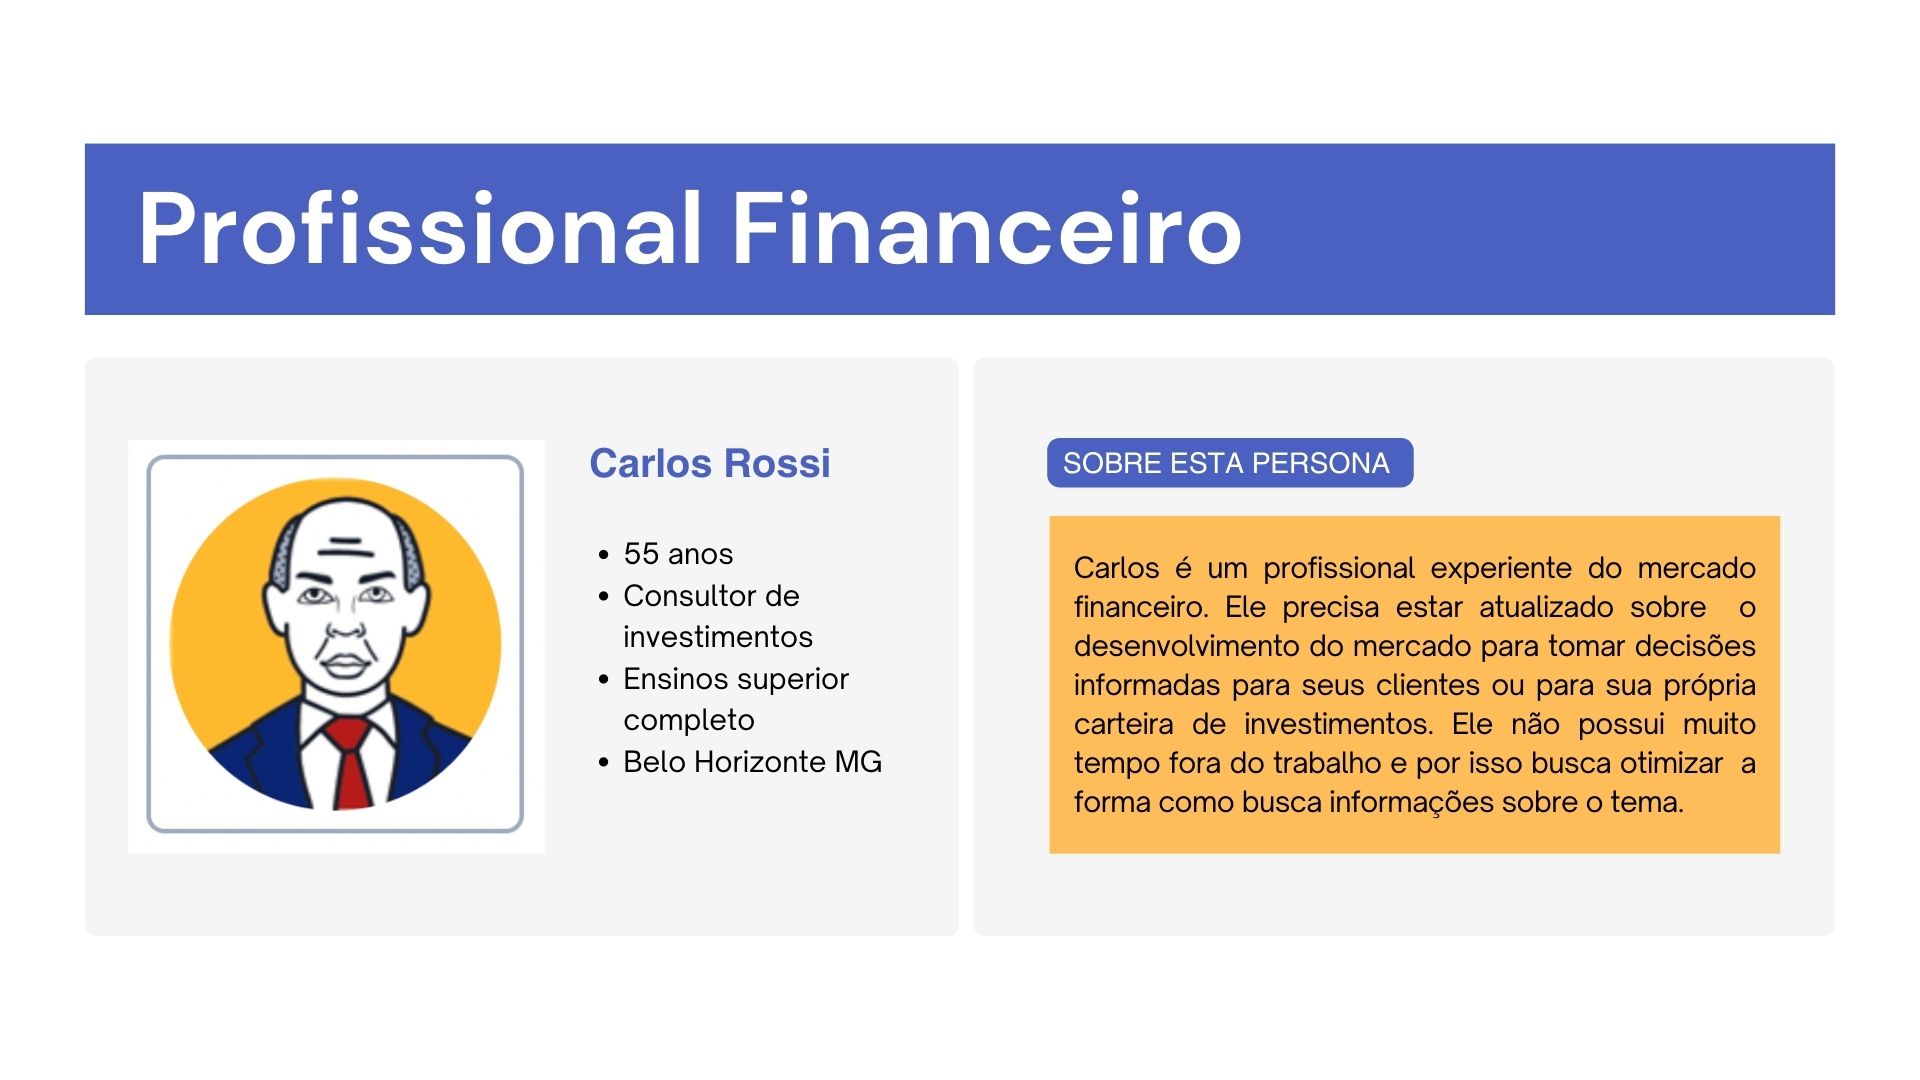 Profissional Financeiro
Carlos Rossi
• 55 anos
• Consultor de
investimentos
• Ensinos superior
completo
• Belo Horizonte MG
SOBRE ESTA PERSONA
Carlos é um profissional experiente do mercado
financeiro. Ele precisa estar atualizado sobre o
desenvolvimento do mercado para tomar decisões
informadas para seus clientes ou para sua própria
carteira de investimentos. Ele não possui muito
tempo fora do trabalho e por isso busca otimizar a
forma como busca informações sobre o tema.